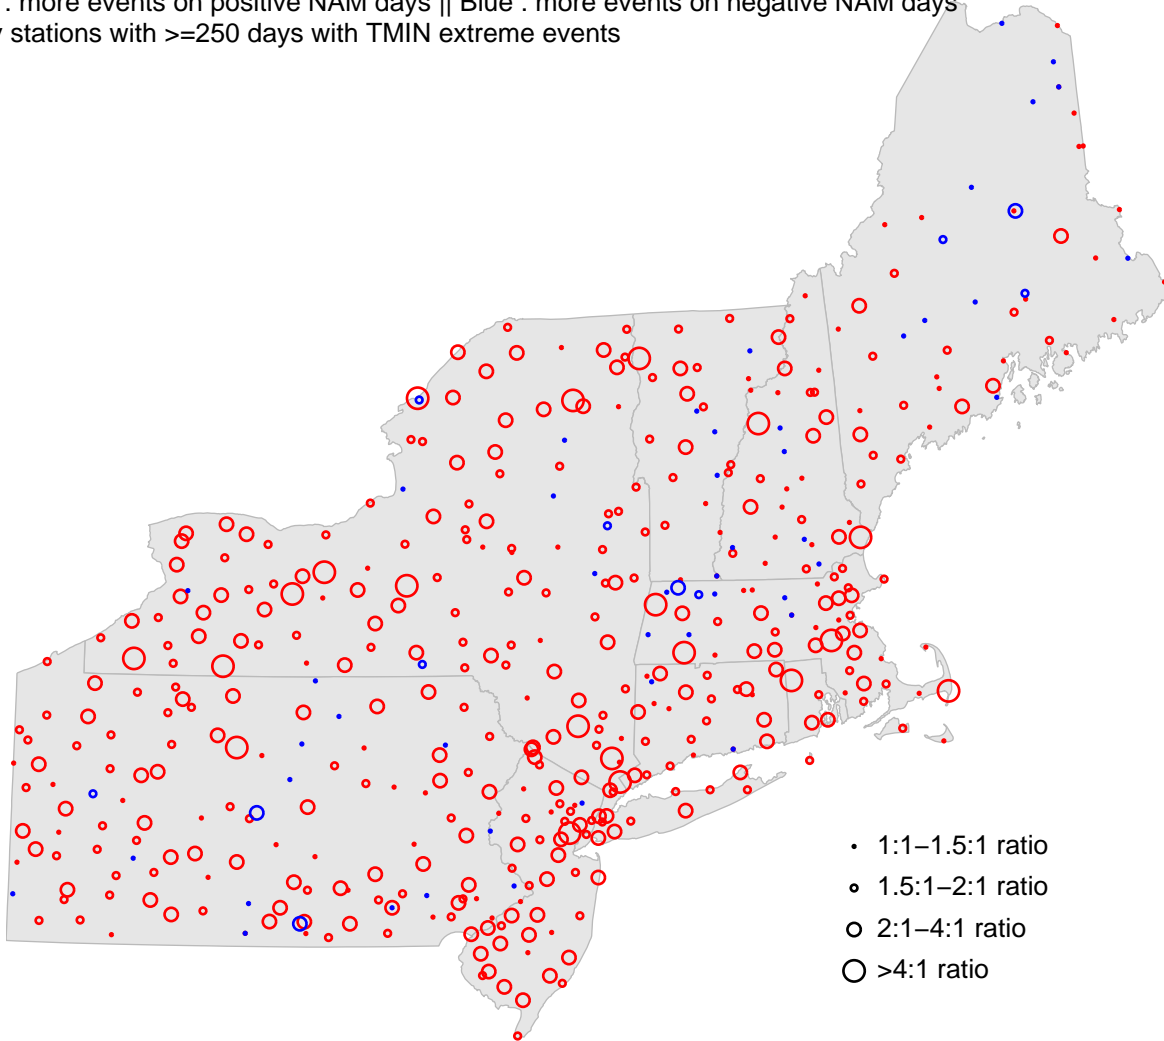 : more events on positive NAM days || Blue : more events on negative NAM days
stations with >=250 days with TMIN extreme events
1:1−1.5:1 ratio
1.5:1−2:1 ratio
2:1−4:1 ratio
>4:1 ratio